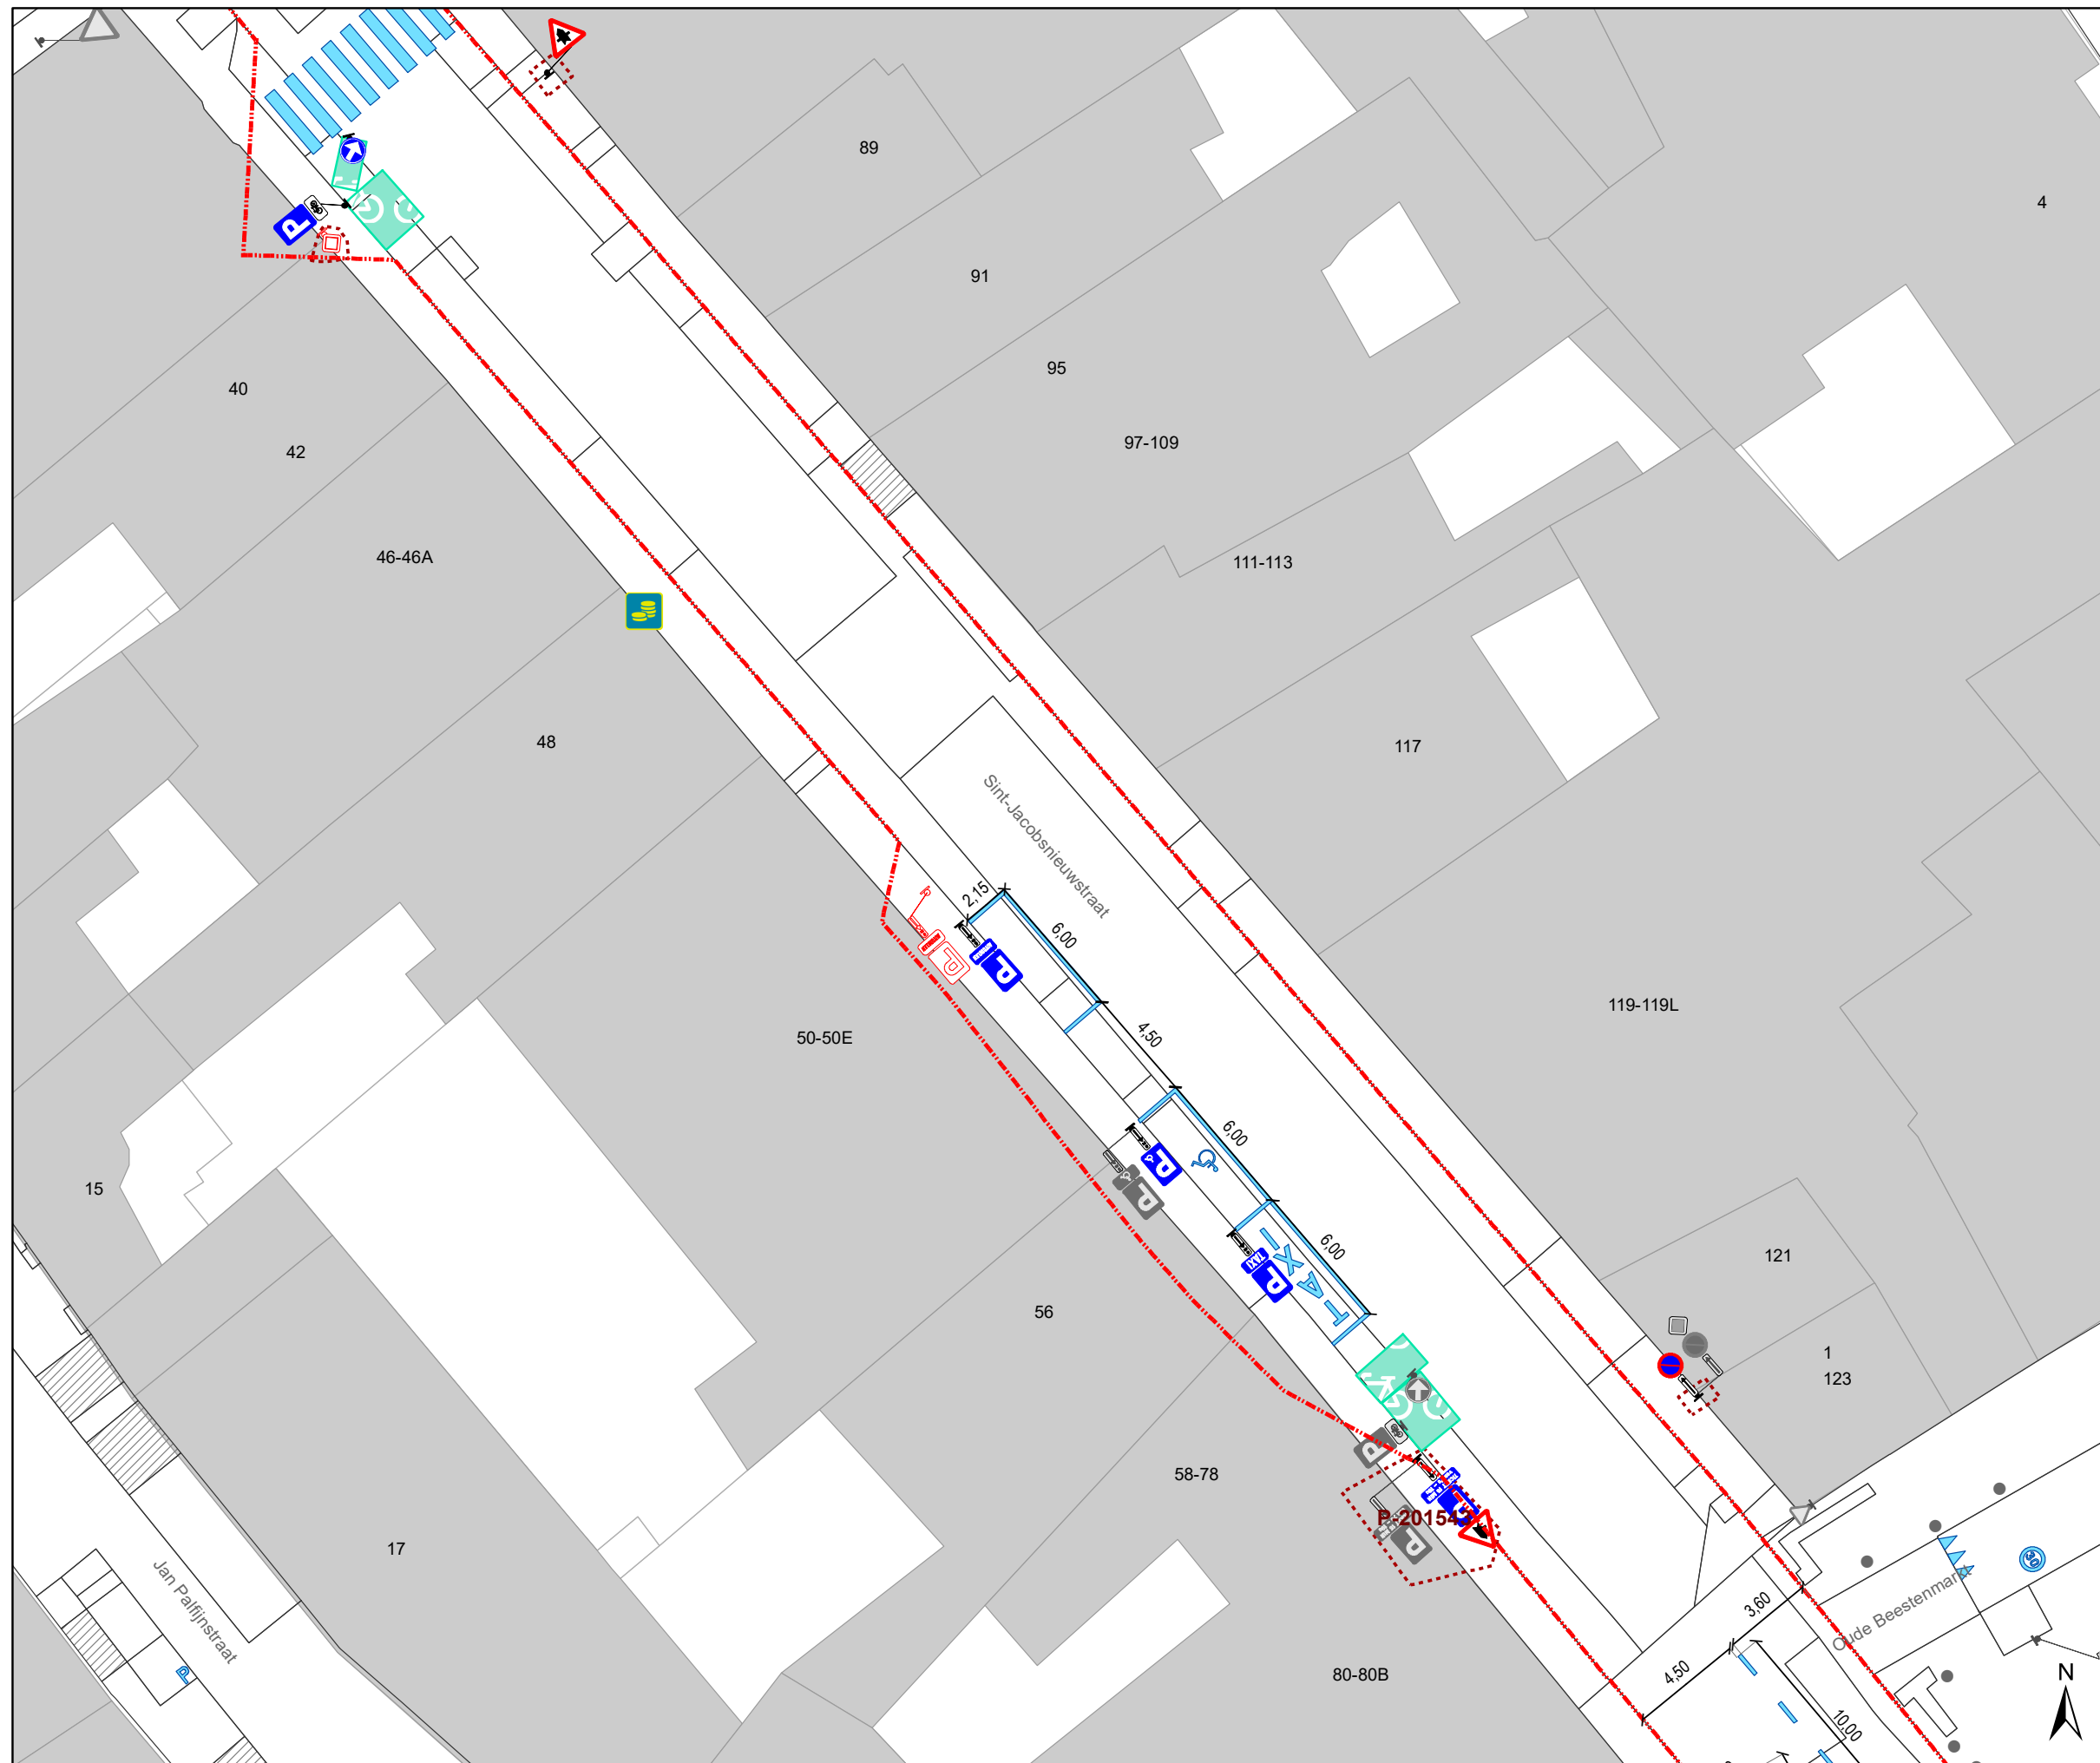 89
4
P
91
40
95
42
97-109
46-46A
111-113
48
117
Sint-Jacobsnieuwstraat
2,15
6,00
P
P
119-119L
50-50E
4,50
6,00
P
P
15
6,00
TAXI
TAXI
P
121
56
1
123
P
58-78
P-20154
P
17
30
Jan Palfijnstraat
Oude Beestenmarkt
3,60
P
80-80B
4,50
N
10,00